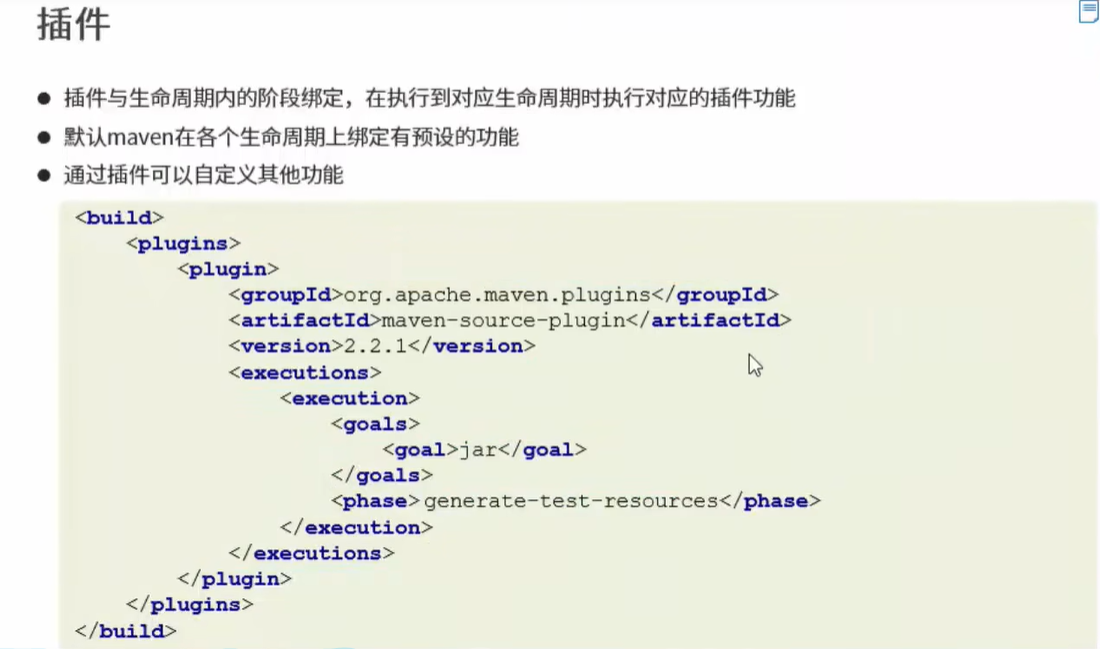 插件
● 插件与生命周期内的阶段绑定，在执行到对应生命周期时执行对应的插件功能
● 默认maven在各个生命周期上绑定有预设的功能
● 通过插件可以自定义其他功能
<build>
<plugins>
<plugin>
<groupId>org.apache.maven.plugins</groupId>
<artifactId>maven-source-plugin</artifactId>
<version>2.2.1</version>
<executions>
<execution>
<goals>
<goal>jar</goal>
</goals>
<phase>generate-test-resources</phase>
</execution>
</executions>
</plugin>
</plugins>
</build>